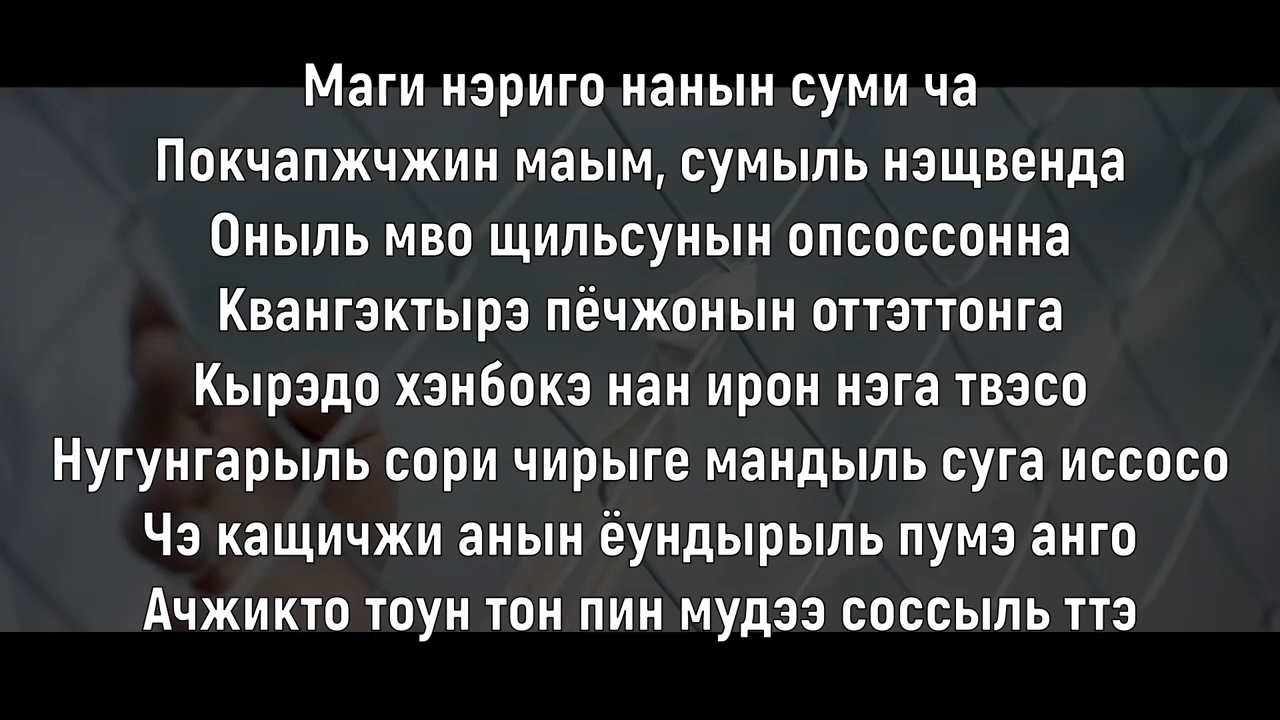 Маги нэриго нанын суми ча
Покчапжчжин маым, сумыль нэщвенда
Оныль мво щильсунын опсоссонна
Квангэктырэ пёчжонын оттэттонга
Кырэдо хэнбокэ нан ирон нэга твэсо
Нугунгарыль сори чирыге мандыль суга иссосо
Чэ кащичжи анын ёундырыль пумэ анго
Ачжикто тоун тон пин мудээ соссыль ттэ